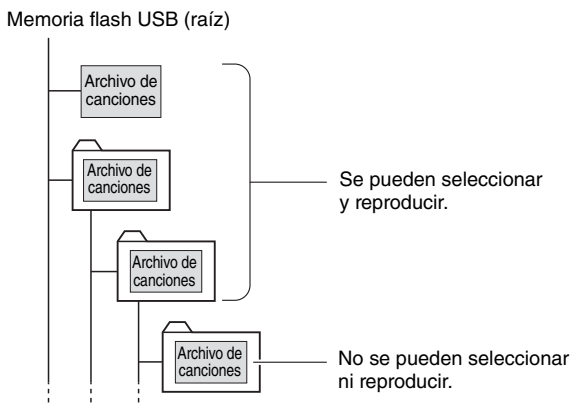 Memoria flash USB (raíz)
Archivo de
canciones
Archivo de
canciones
Se pueden seleccionar
y reproducir.
Archivo de
canciones
Archivo de
canciones
No se pueden seleccionar
ni reproducir.